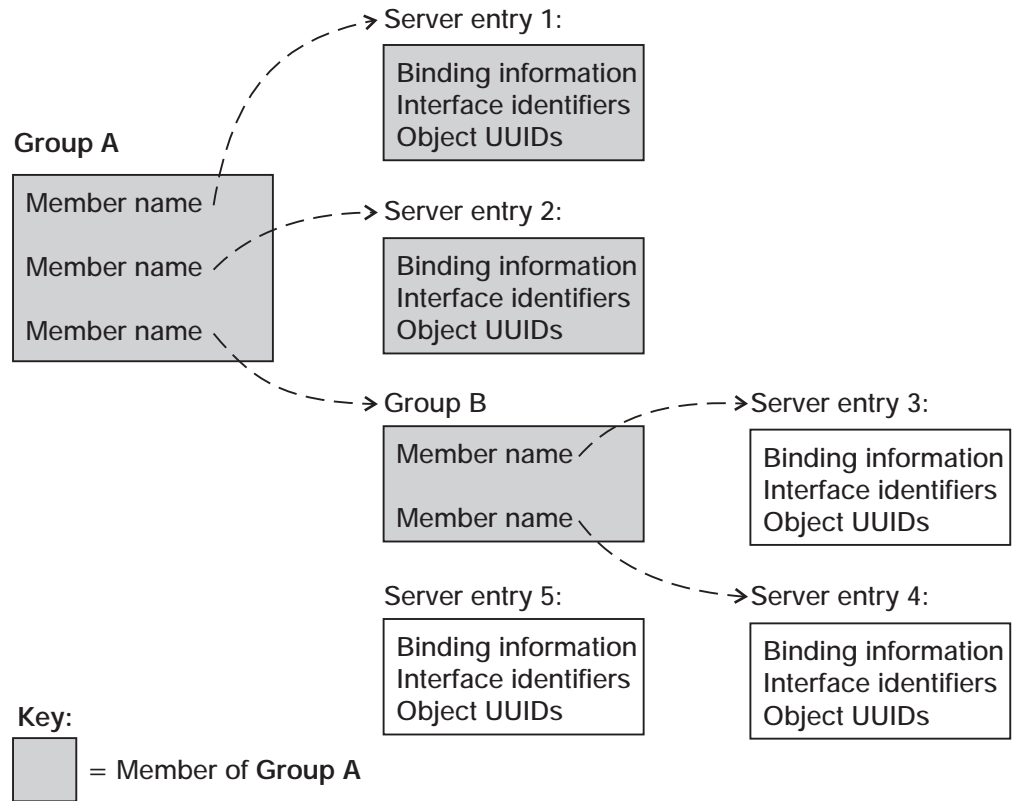 Server entry 1:
Binding information
Interface identifiers
Object UUIDs
Group A
Member name
Member name
Member name
Server entry 2:
Binding information
Interface identifiers
Object UUIDs
Group B
Member name
Member name
Server entry 3:
Binding information
Interface identifiers
Object UUIDs
Server entry 5:
Binding information
Interface identifiers
Object UUIDs
Server entry 4:
Binding information
Interface identifiers
Object UUIDs
Key:
= Member of Group A